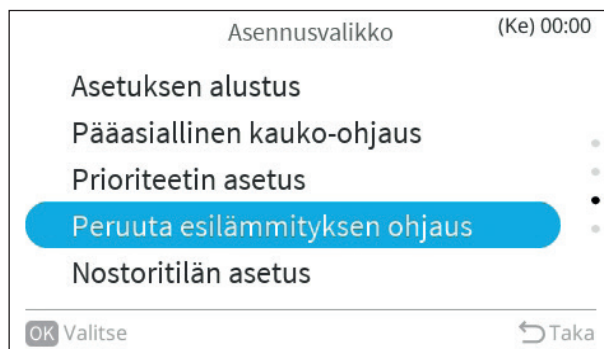 Asennusvalikko (Ke) 00:00
Asetuksen alustus
Pääasiallinen kauko-ohjaus
Prioriteetin asetus
Peruuta esilämmityksen ohjaus
Nostoritilän asetus
OK Valitse Taka